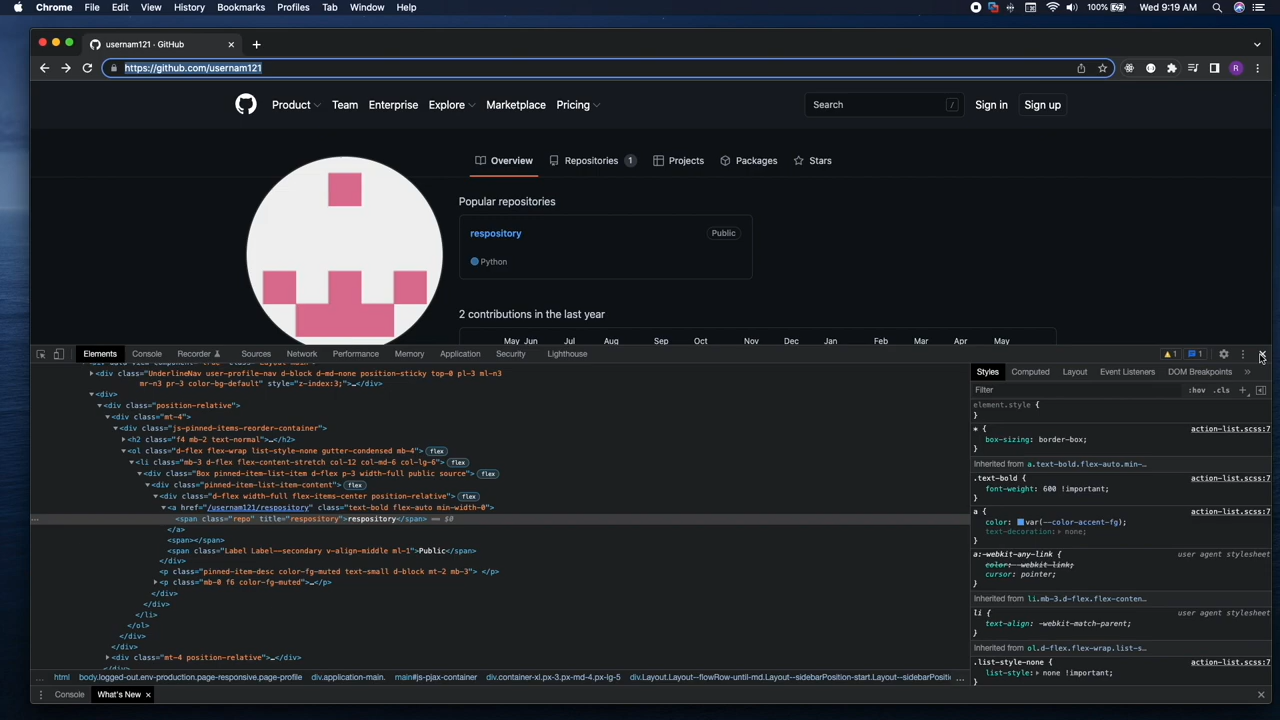 Chrome File Edit View History Bookmarks Profiles Tab Window Help 100% Wed 9:19 AM
usernam121 · GitHub
https://github.com/usernam121 R
Product Team Enterprise Explore Marketplace Pricing Search / Sign in Sign up
Overview Repositories 1 Projects Packages Stars
Popular repositories
respository Public
Python
2 contributions in the last year
May Jun Jul Aug Sep Oct Nov Dec Jan Feb Mar Apr May
Elements Console Recorder Sources Network Performance Memory Application Security Lighthouse 1 1
<div class="UnderlineNav user-profile-nav d-block d-md-none position-sticky top-0 pl-3 ml-n3
mr-n3 pr-3 color-bg-default" style="z-index:3;">…</div>
<div>
<div class="position-relative">
<div class="mt-4">
<div class="js-pinned-items-reorder-container">
<h2 class="f4 mb-2 text-normal">…</h2>
<ol class="d-flex flex-wrap list-style-none gutter-condensed mb-4"> flex
<li class="mb-3 d-flex flex-content-stretch col-12 col-md-6 col-lg-6"> flex
<div class="Box pinned-item-list-item d-flex p-3 width-full public source"> flex
<div class="pinned-item-list-item-content"> flex
<div class="d-flex width-full flex-items-center position-relative"> flex
<a href="/usernam121/respository" class="text-bold flex-auto min-width-0">
<span class="repo" title="respository">respository</span> == $0
</a>
<span></span>
<span class="Label Label--secondary v-align-middle ml-1">Public</span>
</div>
<p class="pinned-item-desc color-fg-muted text-small d-block mt-2 mb-3"> </p>
<p class="mb-0 f6 color-fg-muted">…</p>
</div>
</div>
</li>
</ol>
</div>
</div>
<div class="mt-4 position-relative">…</div>
</div>
… html body.logged-out.env-production.page-responsive.page-profile div.application-main. main#js-pjax-container div.container-xl.px-3.px-md-4.px-lg-5 div.Layout.Layout--flowRow-until-md.Layout--sidebarPosition-start.Layout--sidebarPositi …
Console What's New
Styles Computed Layout Event Listeners DOM Breakpoints »
Filter :hov .cls +
element.style {
}
* { action-list.scss:7
box-sizing: border-box;
}
Inherited from a.text-bold.flex-auto.min-…
.text-bold { action-list.scss:7
font-weight: 600 !important;
}
a { action-list.scss:7
color: var(--color-accent-fg);
text-decoration: none;
}
a:-webkit-any-link { user agent stylesheet
color: -webkit-link;
cursor: pointer;
}
Inherited from li.mb-3.d-flex.flex-conten…
li { user agent stylesheet
text-align: -webkit-match-parent;
}
Inherited from ol.d-flex.flex-wrap.list-s…
.list-style-none { action-list.scss:7
list-style: none !important;
}